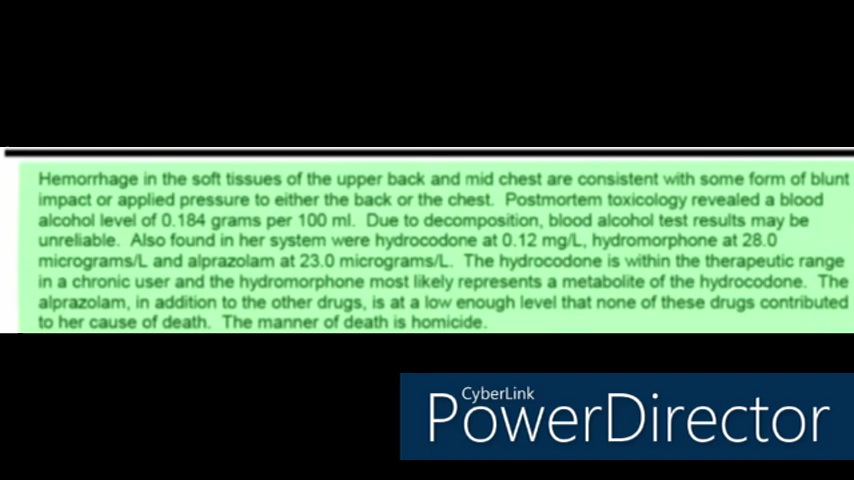 Hemorrhage in the soft tissues of the upper back and mid chest are consistent with some form of blunt
impact or applied pressure to either the back or the chest.  Postmortem toxicology revealed a blood
alcohol level of 0.184 grams per 100 ml.  Due to decomposition, blood alcohol test results may be
unreliable.  Also found in her system were hydrocodone at 0.12 mg/L, hydromorphone at 28.0
micrograms/L and alprazolam at 23.0 micrograms/L.  The hydrocodone is within the therapeutic range
in a chronic user and the hydromorphone most likely represents a metabolite of the hydrocodone.  The
alprazolam, in addition to the other drugs, is at a low enough level that none of these drugs contributed
to her cause of death.  The manner of death is homicide.
CyberLink
PowerDirector